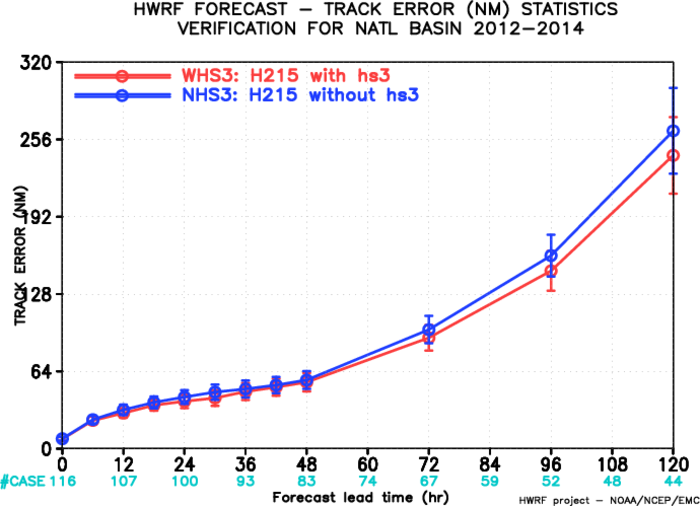 HWRF FORECAST – TRACK ERROR (NM) STATISTICS
VERIFICATION FOR NATL BASIN 2012–2014
WHS3: H215 with hs3
NHS3: H215 without hs3
TRACK ERROR (NM)
320
256
192
128
64
0
0 12 24 36 48 60 72 84 96 108 120
#CASE 116 107 100 93 83 74 67 59 52 48 44
Forecast lead time (hr)
HWRF project – NOAA/NCEP/EMC